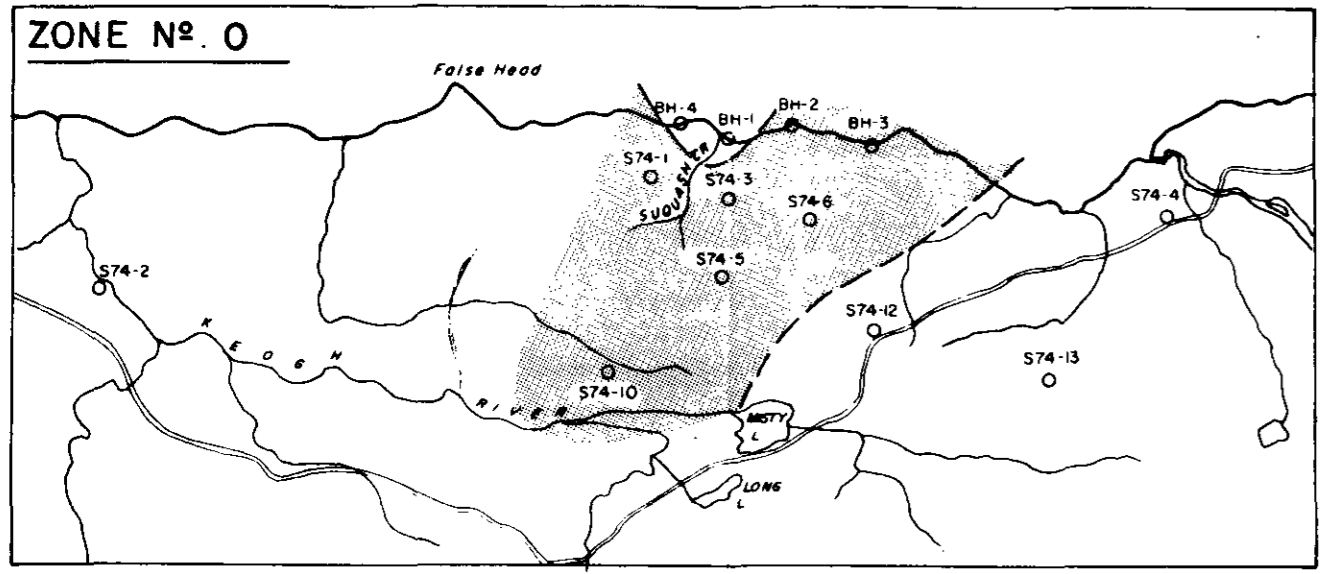 ZONE Nº. 0
False Head
BH-4
BH-1
BH-2
BH-3
S74-1
SUQUASH CR
S74-3
S74-6
S74-4
S74-5
S74-2
S74-12
KEOGH RIVER
S74-13
S74-10
MISTY L
LONG L